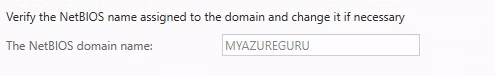 Verify the NetBIOS name assigned to the domain and change it if necessary
The NetBIOS domain name: MYAZUREGURU